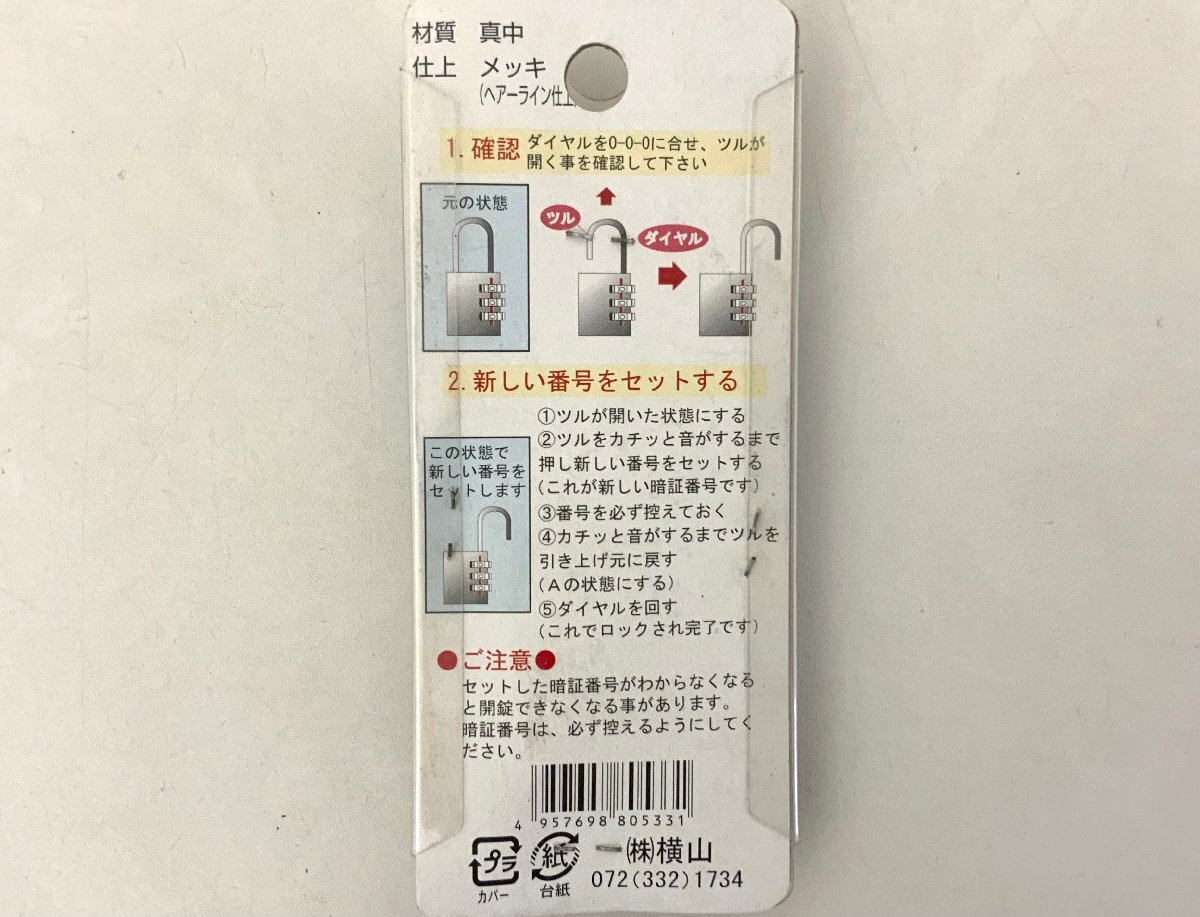 材質 真中
仕上 メッキ
(ヘアーライン仕上
1. 確認 ダイヤルを0-0-0に合せ、ツルが
開く事を確認して下さい
元の状態
ツル
ダイヤル
2. 新しい番号をセットする
この状態で
新しい番号を
セットします
①ツルが開いた状態にする
②ツルをカチッと音がするまで
押し新しい番号をセットする
(これが新しい暗証番号です)
③番号を必ず控えておく
④カチッと音がするまでツルを
引き上げ元に戻す
(Aの状態にする)
⑤ダイヤルを回す
(これでロックされ完了です)
●ご注意●
セットした暗証番号がわからなくなる
と開錠できなくなる事があります。
暗証番号は、必ず控えるようにしてく
ださい。
4 957698 805331
プラ
カバー
紙
台紙
(株)横山
072(332)1734